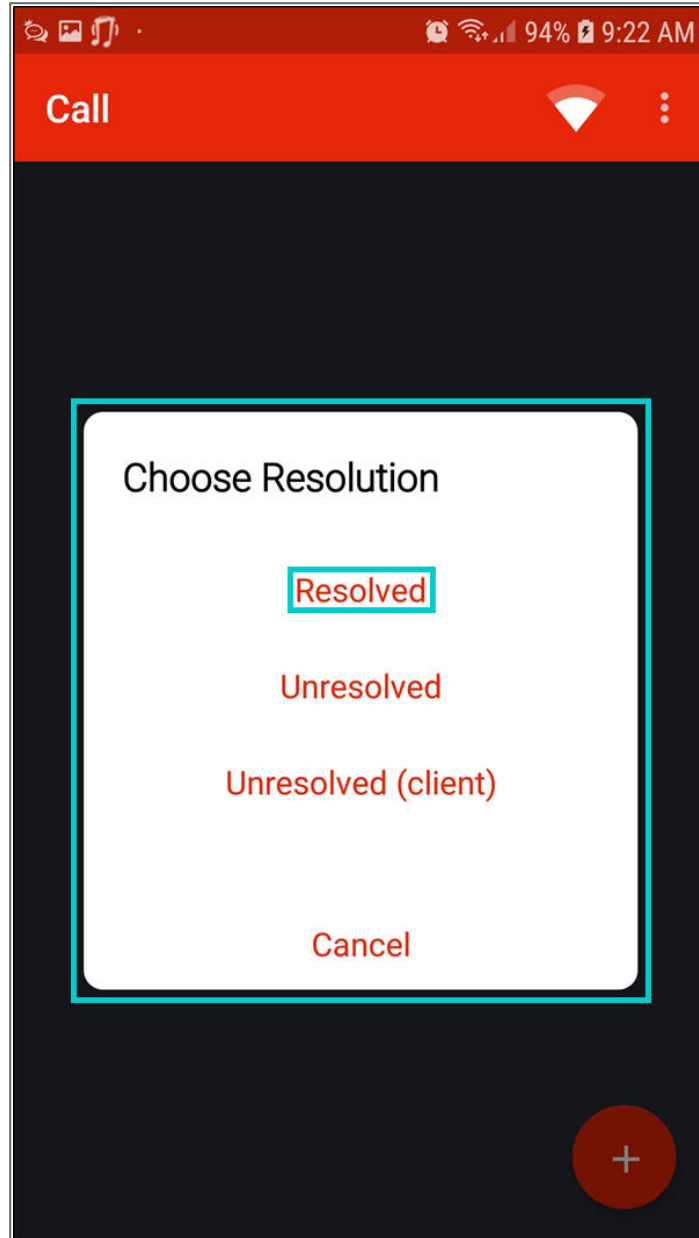 94% 9:22 AM
Call
Choose Resolution
Resolved
Unresolved
Unresolved (client)
Cancel
+